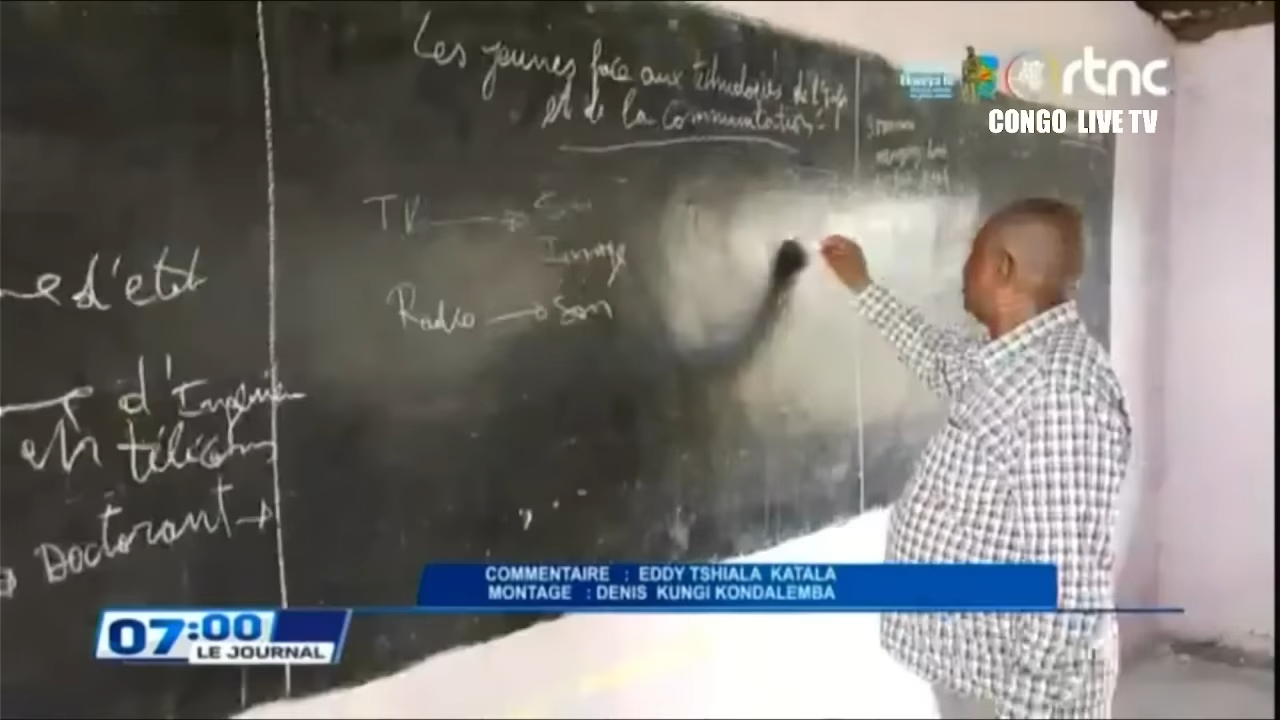 Les jeunes face aux technologies de l'Info
et de la Communication
TV → Son
Image
Radio → Son
d'etat
d'Ingénieur
en télécoms
Doctorant →
rtnc
CONGO LIVE TV
COMMENTAIRE : EDDY TSHIALA KATALA
MONTAGE : DENIS KUNGI KONDALEMBA
07:00
LE JOURNAL